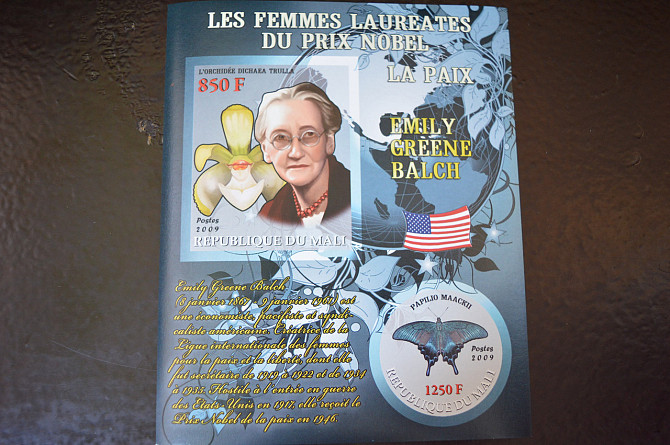 LES FEMMES LAUREATES
DU PRIX NOBEL
LA PAIX
L'ORCHIDÉE DICHAEA TRULLA
850 F
EMILY
GREENE
BALCH
Postes
2009
REPUBLIQUE DU MALI
Emily Greene Balch
(8 janvier 1867 - 9 janvier 1961) est
une économiste, pacifiste et syndi-
caliste américaine. Créatrice de la
Ligue internationale des femmes
pour la paix et la liberté, dont elle
fut secrétaire de 1919 à 1922 et de 1934
à 1935. Hostile à l'entrée en guerre
des États-Unis en 1917, elle reçoit le
Prix Nobel de la paix en 1946.
PAPILIO MAACKII
Postes
2009
1250 F
REPUBLIQUE DU MALI